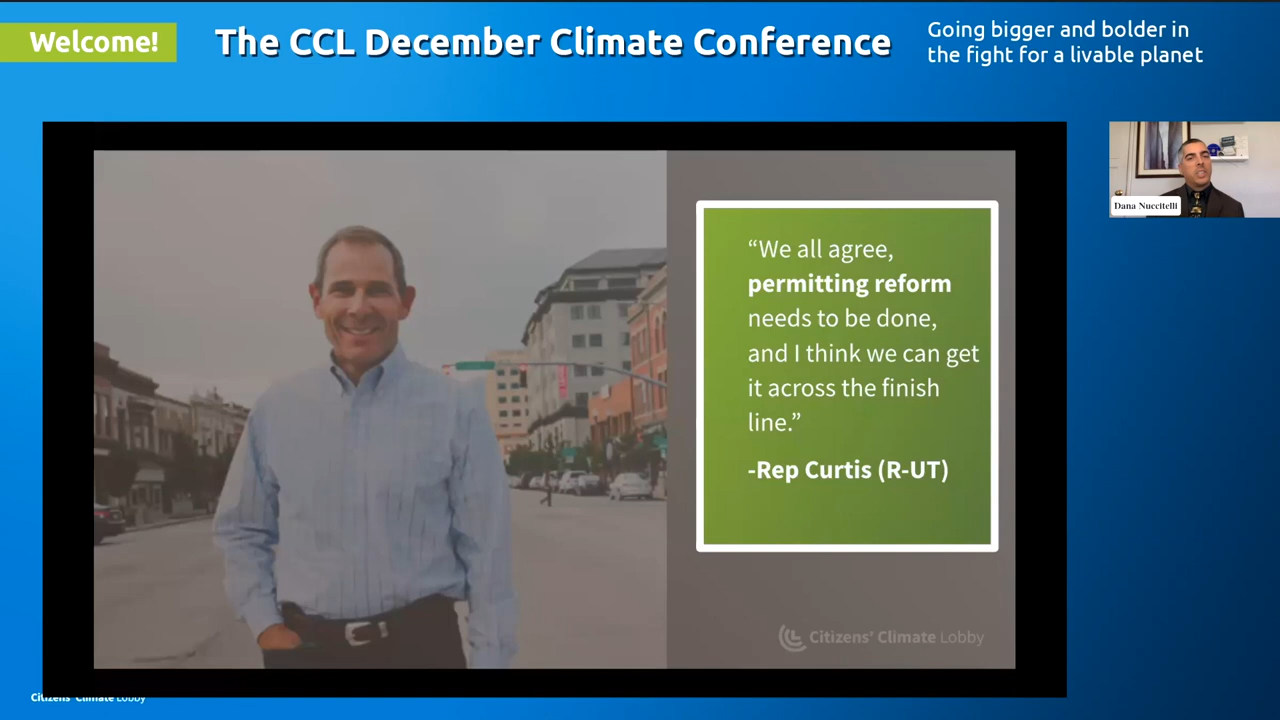 Welcome!
The CCL December Climate Conference
Going bigger and bolder in
the fight for a livable planet
Dana Nuccitelli
“We all agree,
permitting reform
needs to be done,
and I think we can get
it across the finish
line.”
-Rep Curtis (R-UT)
Citizens’ Climate Lobby
Citizens’ Climate Lobby